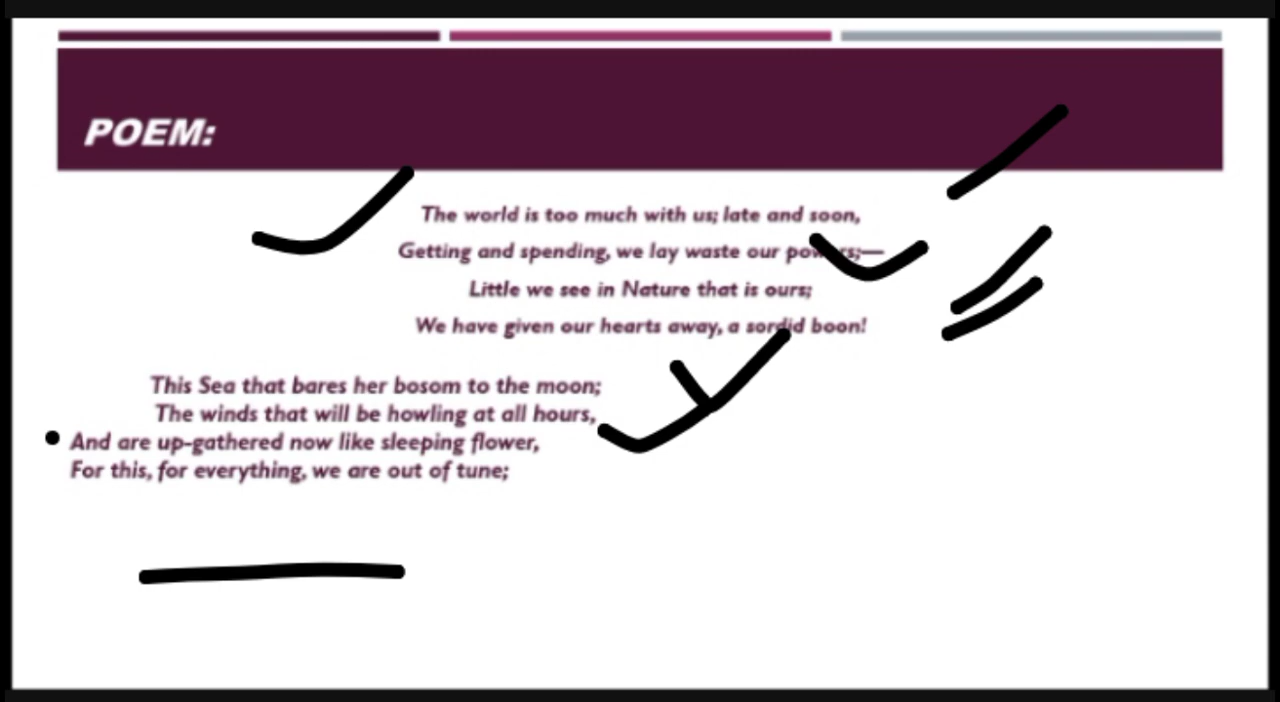 POEM:
The world is too much with us; late and soon,
Getting and spending, we lay waste our powers;—
Little we see in Nature that is ours;
We have given our hearts away, a sordid boon!
This Sea that bares her bosom to the moon;
The winds that will be howling at all hours,
And are up-gathered now like sleeping flower,
For this, for everything, we are out of tune;